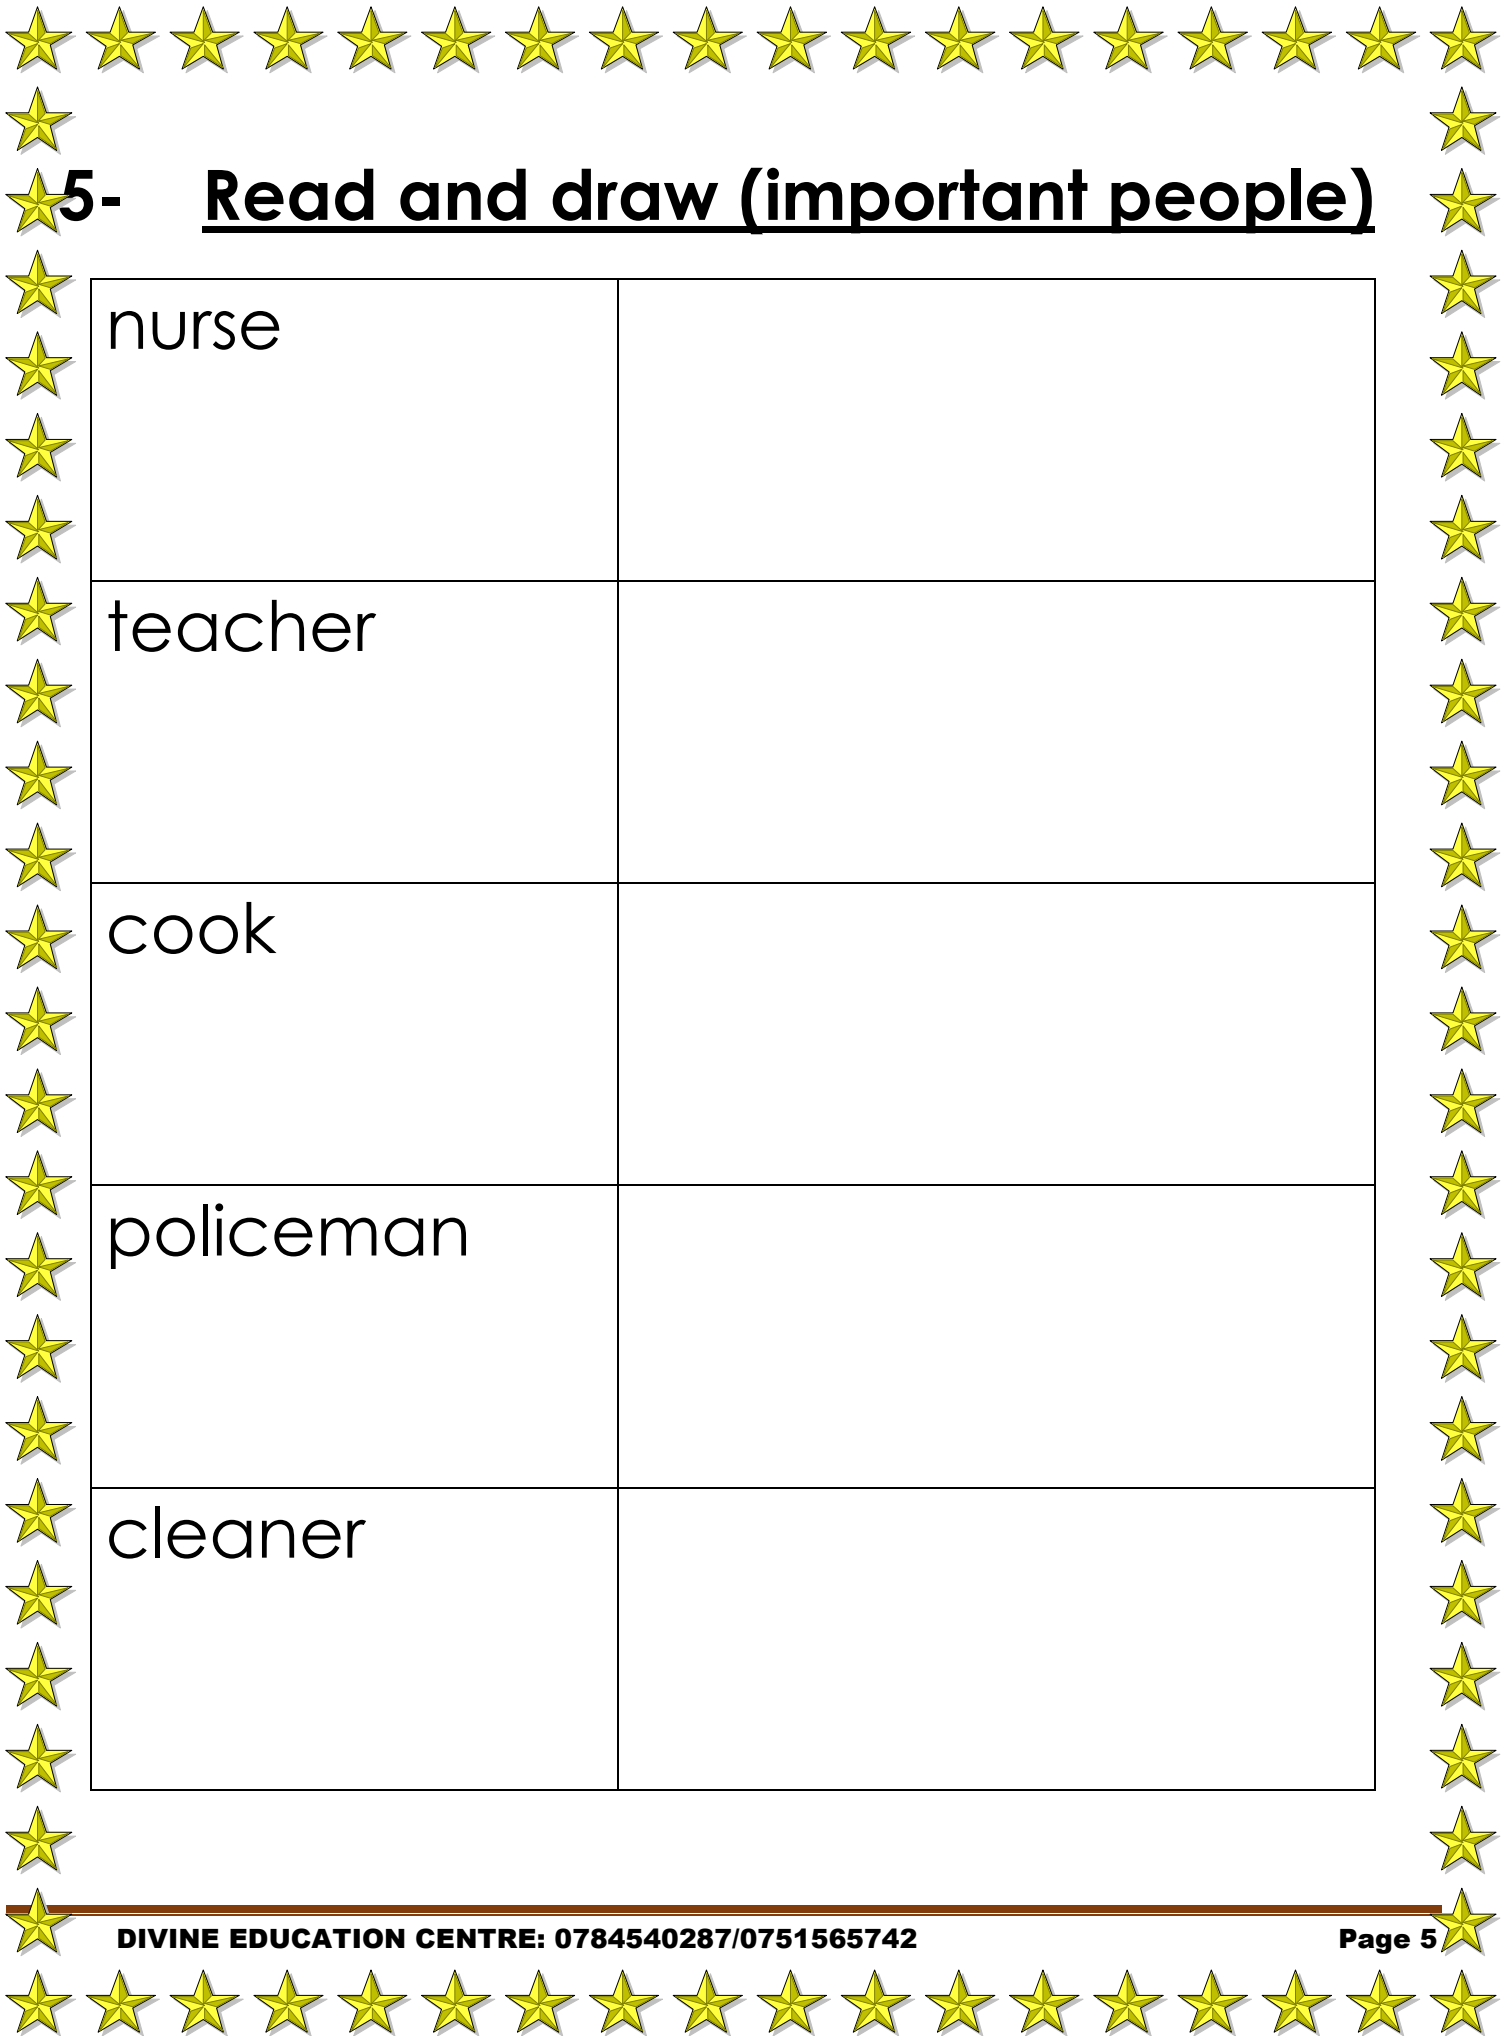 5- Read and draw (important people)
nurse
teacher
cook
policeman
cleaner
DIVINE EDUCATION CENTRE: 0784540287/0751565742 Page 5